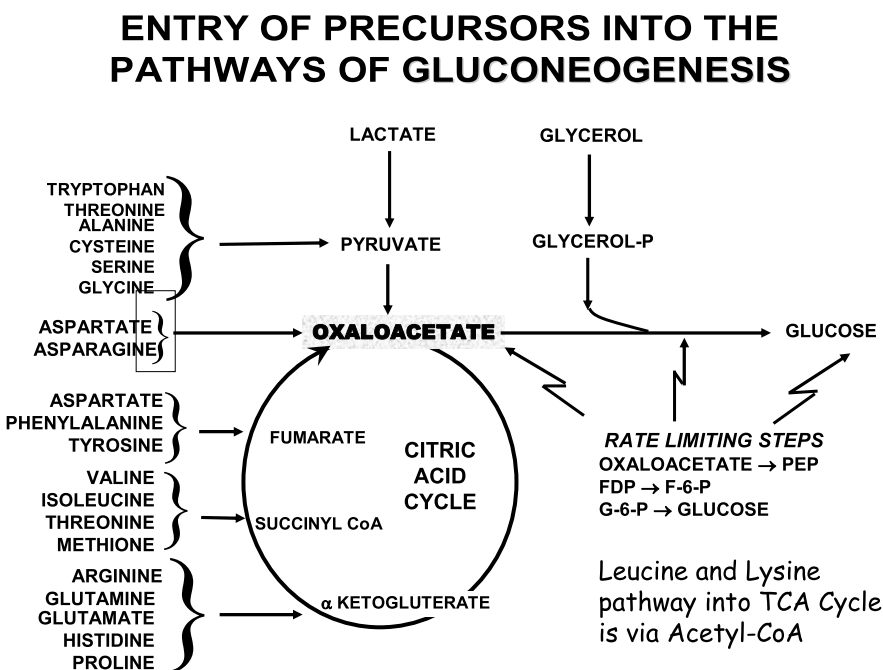 ENTRY OF PRECURSORS INTO THE
PATHWAYS OF GLUCONEOGENESIS
LACTATE
GLYCEROL
TRYPTOPHAN
THREONINE
ALANINE
CYSTEINE
SERINE
GLYCINE
PYRUVATE
GLYCEROL-P
ASPARTATE
ASPARAGINE
OXALOACETATE
GLUCOSE
ASPARTATE
PHENYLALANINE
TYROSINE
FUMARATE
CITRIC
ACID
CYCLE
RATE LIMITING STEPS
OXALOACETATE → PEP
FDP → F-6-P
G-6-P → GLUCOSE
VALINE
ISOLEUCINE
THREONINE
METHIONE
SUCCINYL CoA
ARGININE
GLUTAMINE
GLUTAMATE
HISTIDINE
PROLINE
α KETOGLUTERATE
Leucine and Lysine
pathway into TCA Cycle
is via Acetyl-CoA